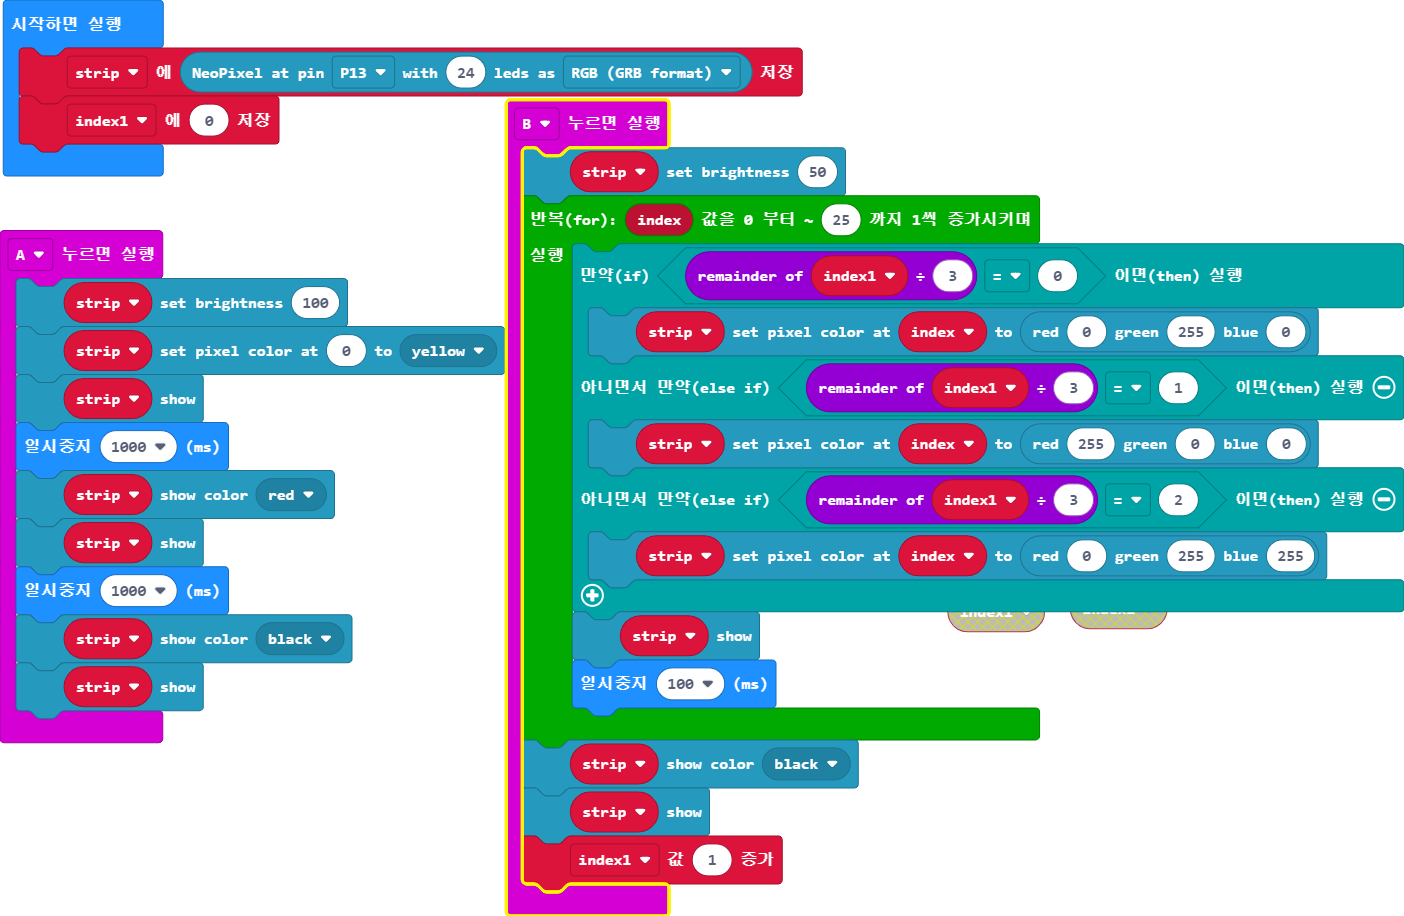 시작하면 실행
strip 에 NeoPixel at pin P13 with 24 leds as RGB (GRB format) 저장
index1 에 0 저장
A 누르면 실행
strip set brightness 100
strip set pixel color at 0 to yellow
strip show
일시중지 1000 (ms)
strip show color red
strip show
일시중지 1000 (ms)
strip show color black
strip show
B 누르면 실행
strip set brightness 50
반복(for): index 값을 0 부터 ~ 25 까지 1씩 증가시키며
실행
만약(if) remainder of index1 ÷ 3 = 0 이면(then) 실행
strip set pixel color at index to red 0 green 255 blue 0
아니면서 만약(else if) remainder of index1 ÷ 3 = 1 이면(then) 실행
strip set pixel color at index to red 255 green 0 blue 0
아니면서 만약(else if) remainder of index1 ÷ 3 = 2 이면(then) 실행
strip set pixel color at index to red 0 green 255 blue 255
strip show
일시중지 100 (ms)
strip show color black
strip show
index1 값 1 증가